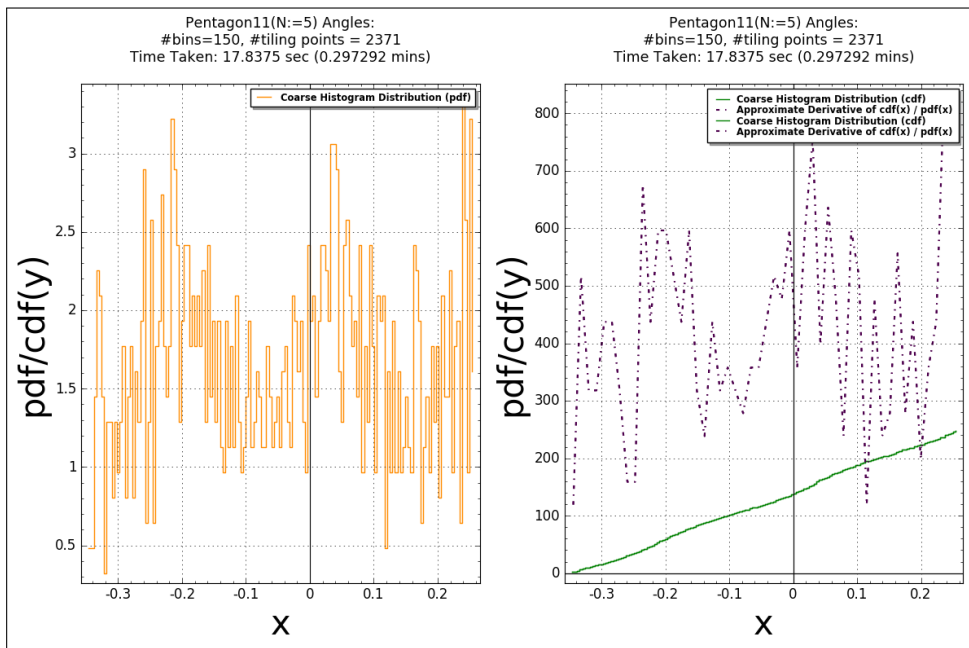 Pentagon11(N:=5) Angles:
#bins=150, #tiling points = 2371
Time Taken: 17.8375 sec (0.297292 mins)
Coarse Histogram Distribution (pdf)
3
2.5
2
1.5
1
0.5
pdf/cdf(y)
-0.3
-0.2
-0.1
0
0.1
0.2
x
Pentagon11(N:=5) Angles:
#bins=150, #tiling points = 2371
Time Taken: 17.8375 sec (0.297292 mins)
Coarse Histogram Distribution (cdf)
Approximate Derivative of cdf(x) / pdf(x)
Coarse Histogram Distribution (cdf)
Approximate Derivative of cdf(x) / pdf(x)
800
700
600
500
400
300
200
100
0
pdf/cdf(y)
-0.3
-0.2
-0.1
0
0.1
0.2
x